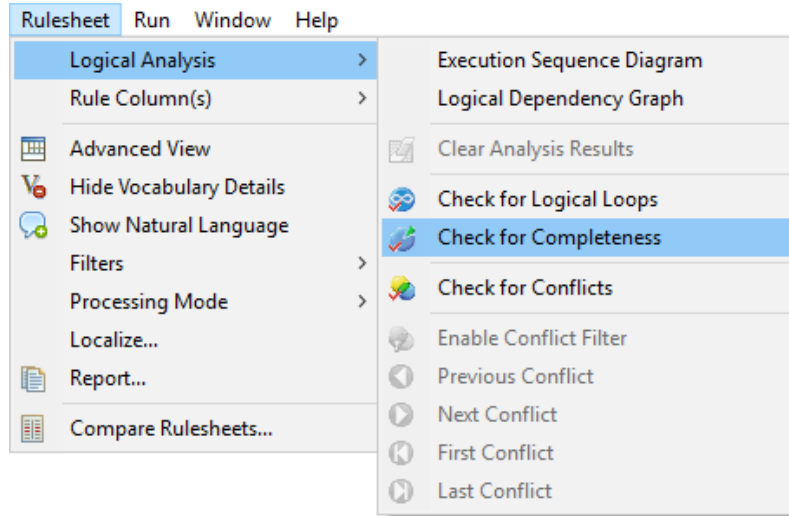 Rulesheet Run Window Help
Logical Analysis
Rule Column(s)
Advanced View
Hide Vocabulary Details
Show Natural Language
Filters
Processing Mode
Localize...
Report...
Compare Rulesheets...
Execution Sequence Diagram
Logical Dependency Graph
Clear Analysis Results
Check for Logical Loops
Check for Completeness
Check for Conflicts
Enable Conflict Filter
Previous Conflict
Next Conflict
First Conflict
Last Conflict